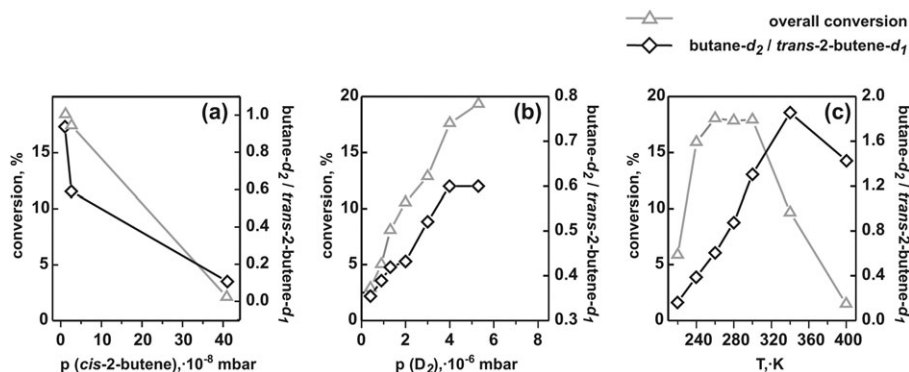 overall conversion
butane-d2 / trans-2-butene-d1
(a)
conversion, %
15
10
5
0
0 10 20 30 40
p (cis-2-butene),·10-8 mbar
1.0
0.8
0.6
0.4
0.2
0.0
butane-d2 / trans-2-butene-d1
(b)
conversion, %
20
15
10
5
0
0 2 4 6 8
p (D2),·10-6 mbar
0.8
0.7
0.6
0.5
0.4
0.3
butane-d2 / trans-2-butene-d1
(c)
conversion, %
20
15
10
5
0
240 280 320 360 400
T,·K
2.0
1.6
1.2
0.8
0.4
0.0
butane-d2 / trans-2-butene-d1